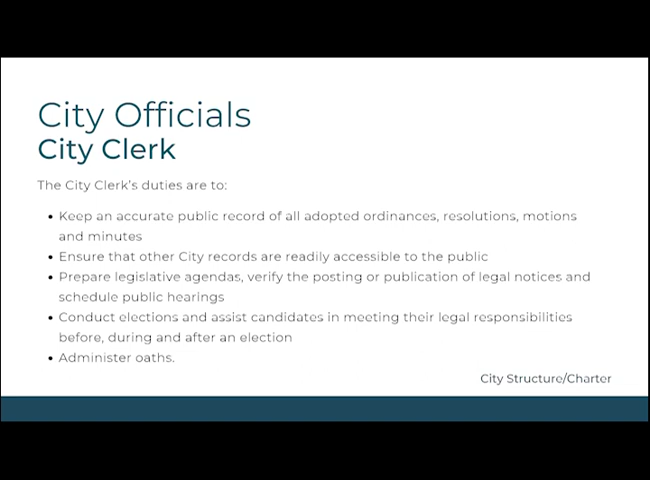 City Officials
City Clerk
The City Clerk's duties are to:
• Keep an accurate public record of all adopted ordinances, resolutions, motions
and minutes
• Ensure that other City records are readily accessible to the public
• Prepare legislative agendas, verify the posting or publication of legal notices and
schedule public hearings
• Conduct elections and assist candidates in meeting their legal responsibilities
before, during and after an election
• Administer oaths.
City Structure/Charter